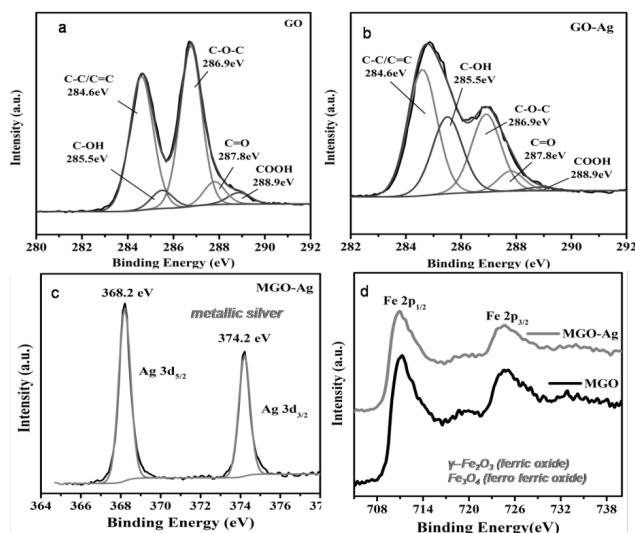 a
GO
C-C/C=C
284.6eV
C-O-C
286.9eV
C-OH
285.5eV
C=O
287.8eV
COOH
288.9eV
Intensity (a.u.)
280 282 284 286 288 290 292
Binding Energy (eV)
b
GO-Ag
C-C/C=C
284.6eV
C-OH
285.5eV
C-O-C
286.9eV
C=O
287.8eV
COOH
288.9eV
Intensity (a.u.)
280 282 284 286 288 290 292
Binding Energy (eV)
c
MGO-Ag
368.2 eV
metallic silver
374.2 eV
Ag 3d5/2
Ag 3d3/2
Intensity (a.u.)
364 366 368 370 372 374 376 37
Binding Energy (eV)
d
Fe 2p1/2
Fe 2p3/2
MGO-Ag
MGO
γ–Fe2O3 (ferric oxide)
Fe3O4 (ferro ferric oxide)
Intensity (a.u.)
708 714 720 726 732 738
Binding Energy(eV)